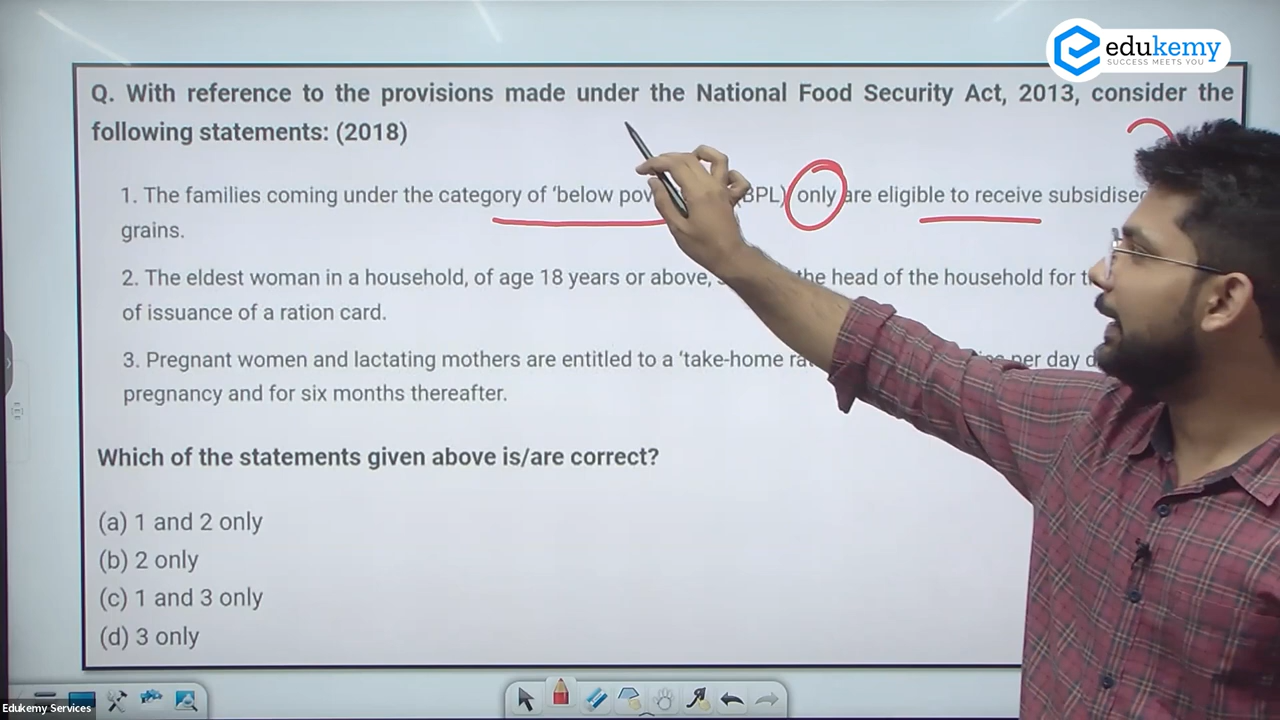 edukemy
SUCCESS MEETS YOU
Q. With reference to the provisions made under the National Food Security Act, 2013, consider the
following statements: (2018)
1. The families coming under the category of ‘below (BPL) only are eligible to receive
grains.
2. The eldest woman in a household, of age 18 years or above, the head of the household for
of issuance of a ration card.
3. Pregnant women and lactating mothers are entitled to a ‘take-home per day
pregnancy and for six months thereafter.
Which of the statements given above is/are correct?
(a) 1 and 2 only
(b) 2 only
(c) 1 and 3 only
(d) 3 only
Edukemy Services